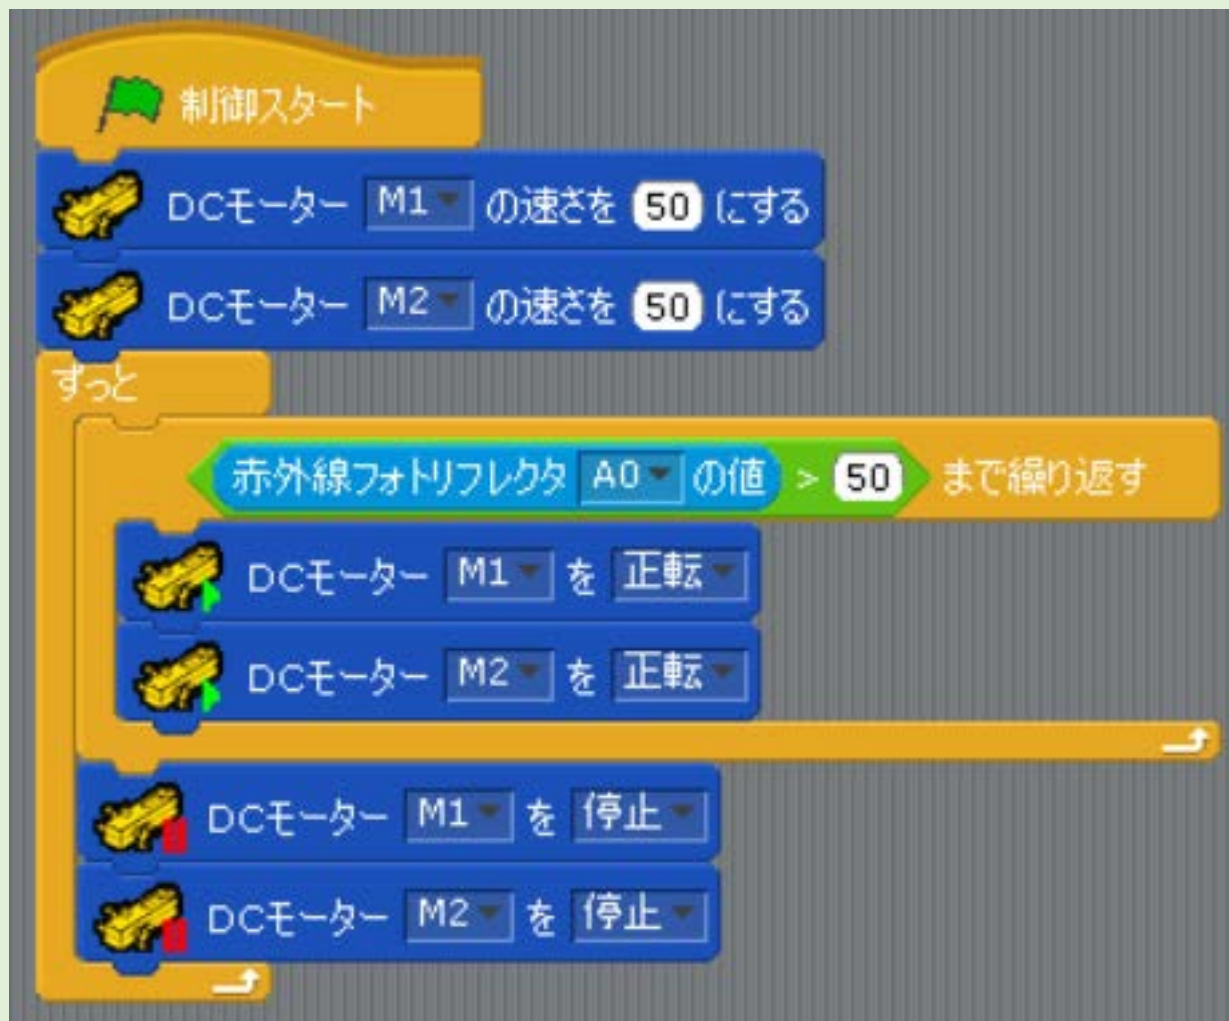 制御スタート
DCモーター M1 の速さを 50 にする
DCモーター M2 の速さを 50 にする
ずっと
赤外線フォトリフレクタ A0 の値 > 50 まで繰り返す
DCモーター M1 を 正転
DCモーター M2 を 正転
DCモーター M1 を 停止
DCモーター M2 を 停止